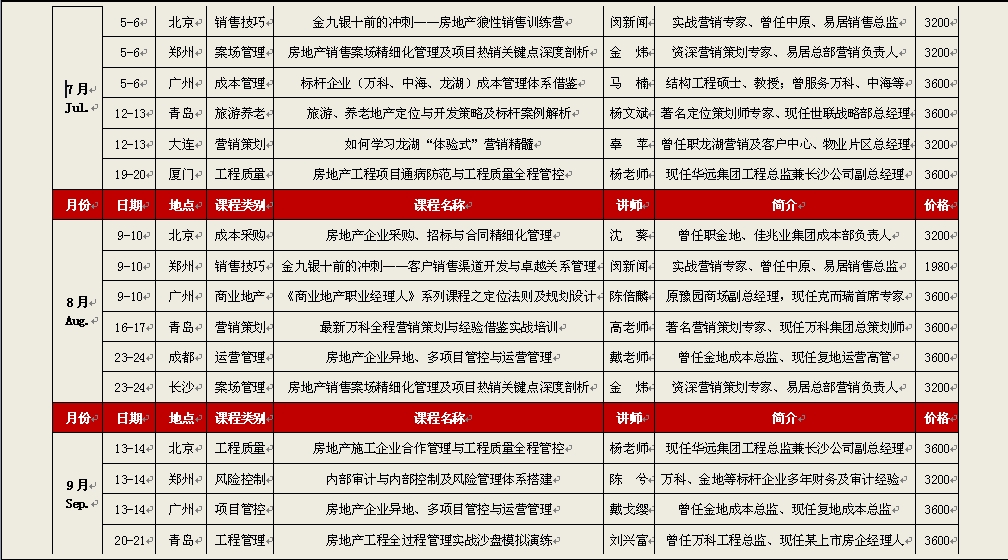 5-6 北京 销售技巧 金九银十前的冲刺——房地产狼性销售训练营 闵新闻 实战营销专家、曾任中原、易居销售总监 3200
5-6 郑州 案场管理 房地产销售案场精细化管理及项目热销关键点深度剖析 金 炜 资深营销策划专家、易居总部营销负责人 3200
7月 5-6 广州 成本管理 标杆企业（万科、中海、龙湖）成本管理体系借鉴 马 楠 结构工程硕士、教授；曾服务万科、中海等 3600
Jul. 12-13 青岛 旅游养老 旅游、养老地产定位与开发策略及标杆案例解析 杨文斌 著名定位策划师专家、现任世联战略部总经理 3600
12-13 大连 营销策划 如何学习龙湖“体验式”营销精髓 辜 苹 曾任职龙湖营销及客户中心、物业片区总经理 3200
19-20 厦门 工程质量 房地产工程项目通病防范与工程质量全程管控 杨老师 现任华远集团工程总监兼长沙公司副总经理 3600
月份 日期 地点 课程类别 课程名称 讲师 简介 价格
9-10 北京 成本采购 房地产企业采购、招标与合同精细化管理 沈 葵 曾任职金地、佳兆业集团成本部负责人 3200
9-10 郑州 销售技巧 金九银十前的冲刺——客户销售渠道开发与卓越关系管理 闵新闻 实战营销专家、曾任中原、易居销售总监 1980
8月 9-10 广州 商业地产 《商业地产职业经理人》系列课程之定位法则及规划设计 陈倍麟 原豫园商场副总经理，现任克而瑞首席专家 3600
Aug. 16-17 青岛 营销策划 最新万科全程营销策划与经验借鉴实战培训 高老师 著名营销策划专家、现任万科集团总策划师 3600
23-24 成都 运营管理 房地产企业异地、多项目管控与运营管理 戴老师 曾任金地成本总监、现任复地运营高管 3600
23-24 长沙 案场管理 房地产销售案场精细化管理及项目热销关键点深度剖析 金 炜 资深营销策划专家、易居总部营销负责人 3200
月份 日期 地点 课程类别 课程名称 讲师 简介 价格
13-14 北京 工程质量 房地产施工企业合作管理与工程质量全程管控 杨老师 现任华远集团工程总监兼长沙公司副总经理 3600
9月 13-14 郑州 风险控制 内部审计与内部控制及风险管理体系搭建 陈 兮 万科、金地等标杆企业多年财务及审计经验 3200
Sep. 13-14 广州 项目管控 房地产企业异地、多项目管控与运营管理 戴戈缨 曾任金地成本总监、现任复地成本总监 3600
20-21 青岛 工程管理 房地产工程全过程管理实战沙盘模拟演练 刘兴富 曾任万科工程总监、现任某上市房企经理人 3600